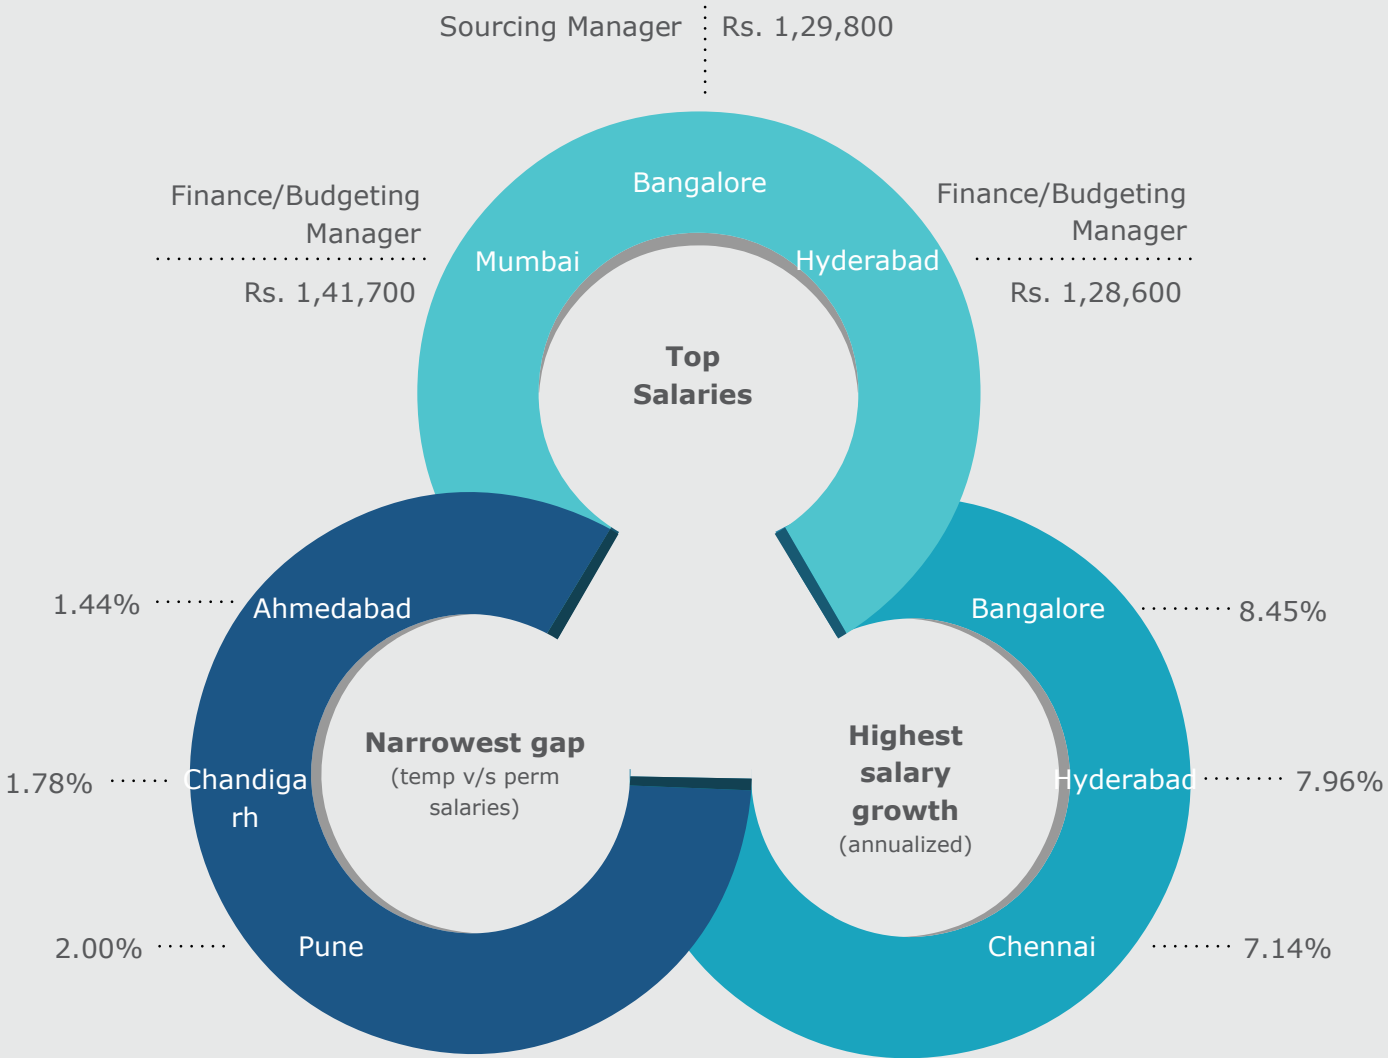 Sourcing Manager Rs. 1,29,800
Finance/Budgeting
Manager
Rs. 1,41,700
Bangalore
Mumbai
Hyderabad
Finance/Budgeting
Manager
Rs. 1,28,600
Top
Salaries
1.44%
Ahmedabad
1.78%
Chandiga
rh
2.00%
Pune
Narrowest gap
(temp v/s perm
salaries)
Highest
salary
growth
(annualized)
Bangalore
8.45%
Hyderabad
7.96%
Chennai
7.14%